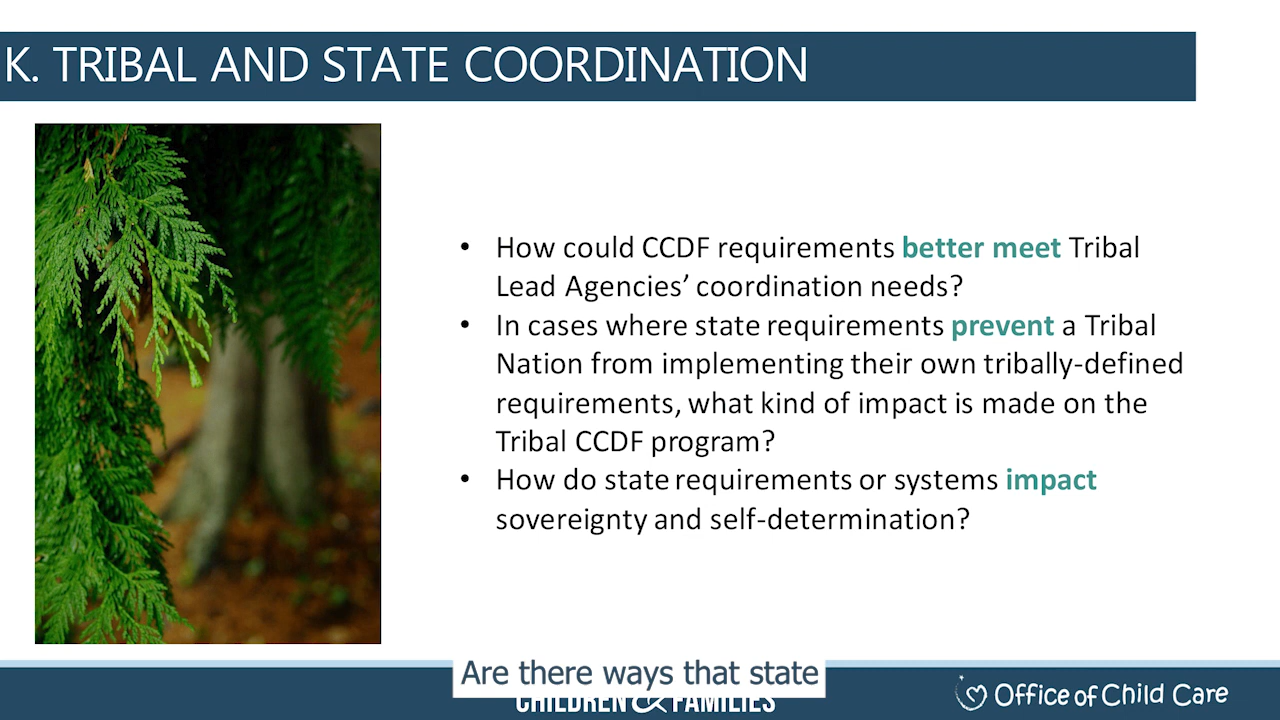 K. TRIBAL AND STATE COORDINATION
• How could CCDF requirements better meet Tribal
Lead Agencies’ coordination needs?
• In cases where state requirements prevent a Tribal
Nation from implementing their own tribally-defined
requirements, what kind of impact is made on the
Tribal CCDF program?
• How do state requirements or systems impact
sovereignty and self-determination?
Are there ways that state
CHILDREN & FAMILIES
Office of Child Care